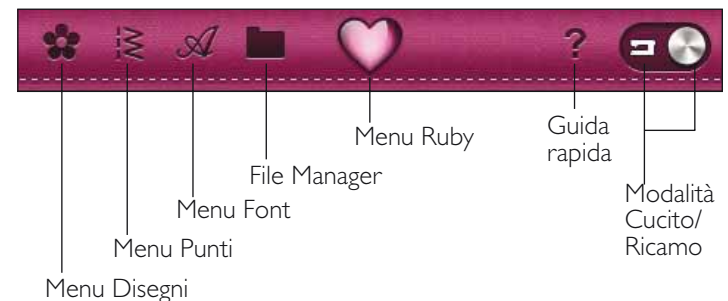 ?
Menu Ruby
Guida
rapida
File Manager
Menu Font
Modalità
Cucito/
Ricamo
Menu Punti
Menu Disegni